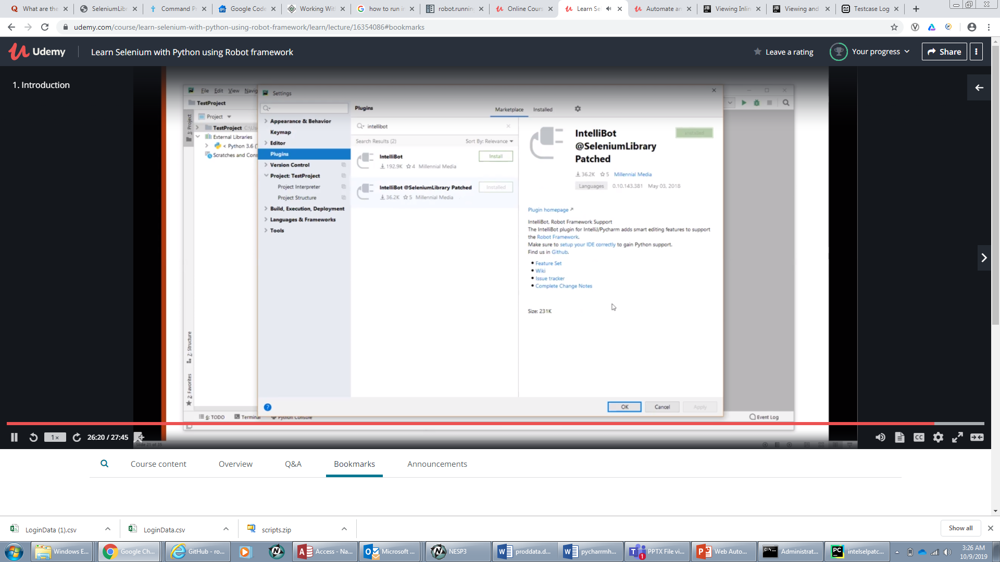 What are the
SeleniumLibr
Command P
Google Code
Working Wit
how to run in
robot.runnin
Online Cours
Learn Se
Automate an
Viewing Inlin
Viewing and
Testcase Log
udemy.com/course/learn-selenium-with-python-using-robot-framework/learn/lecture/16354086#bookmarks
Udemy
Learn Selenium with Python using Robot framework
Leave a rating
Your progress
Share
1. Introduction
File Edit View Navig
TestProject
Project
1: Project
TestProject
External Libraries
< Python 3.6 (
Scratches and Cons
7: Structure
2: Favorites
Settings
Appearance & Behavior
Keymap
Editor
Plugins
Version Control
Project: TestProject
Project Interpreter
Project Structure
Build, Execution, Deployment
Languages & Frameworks
Tools
Plugins
Marketplace
Installed
intellibot
Search Results (2)
Sort By: Relevance
IntelliBot
Install
192.9K 4 Millennial Media
IntelliBot @SeleniumLibrary Patched
Installed
36.2K 5 Millennial Media
IntelliBot
@SeleniumLibrary
Patched
Installed
36.2K 5 Millennial Media
Languages 0.10.143.381 May 03, 2018
Plugin homepage
IntelliBot, Robot Framework Support
The IntelliBot plugin for IntelliJ/Pycharm adds smart editing features to support
the Robot Framework.
Make sure to setup your IDE correctly to gain Python support.
Find us in Github.
Feature Set
Wiki
Issue tracker
Complete Change Notes
Size: 231K
OK
Cancel
Apply
6: TODO
Terminal
Python Console
Event Log
1×
26:20 / 27:45
Slide 21 of 35
CC
Course content
Overview
Q&A
Bookmarks
Announcements
LoginData (1).csv
LoginData.csv
scripts.zip
Show all
Windows E...
Google Ch...
GitHub - ro...
Access - Na...
Microsoft ...
NESP3
proddata.d...
pycharmh...
PPTX File vi...
Web Auto...
Administrat...
intelselpatc...
3:26 AM
10/9/2019